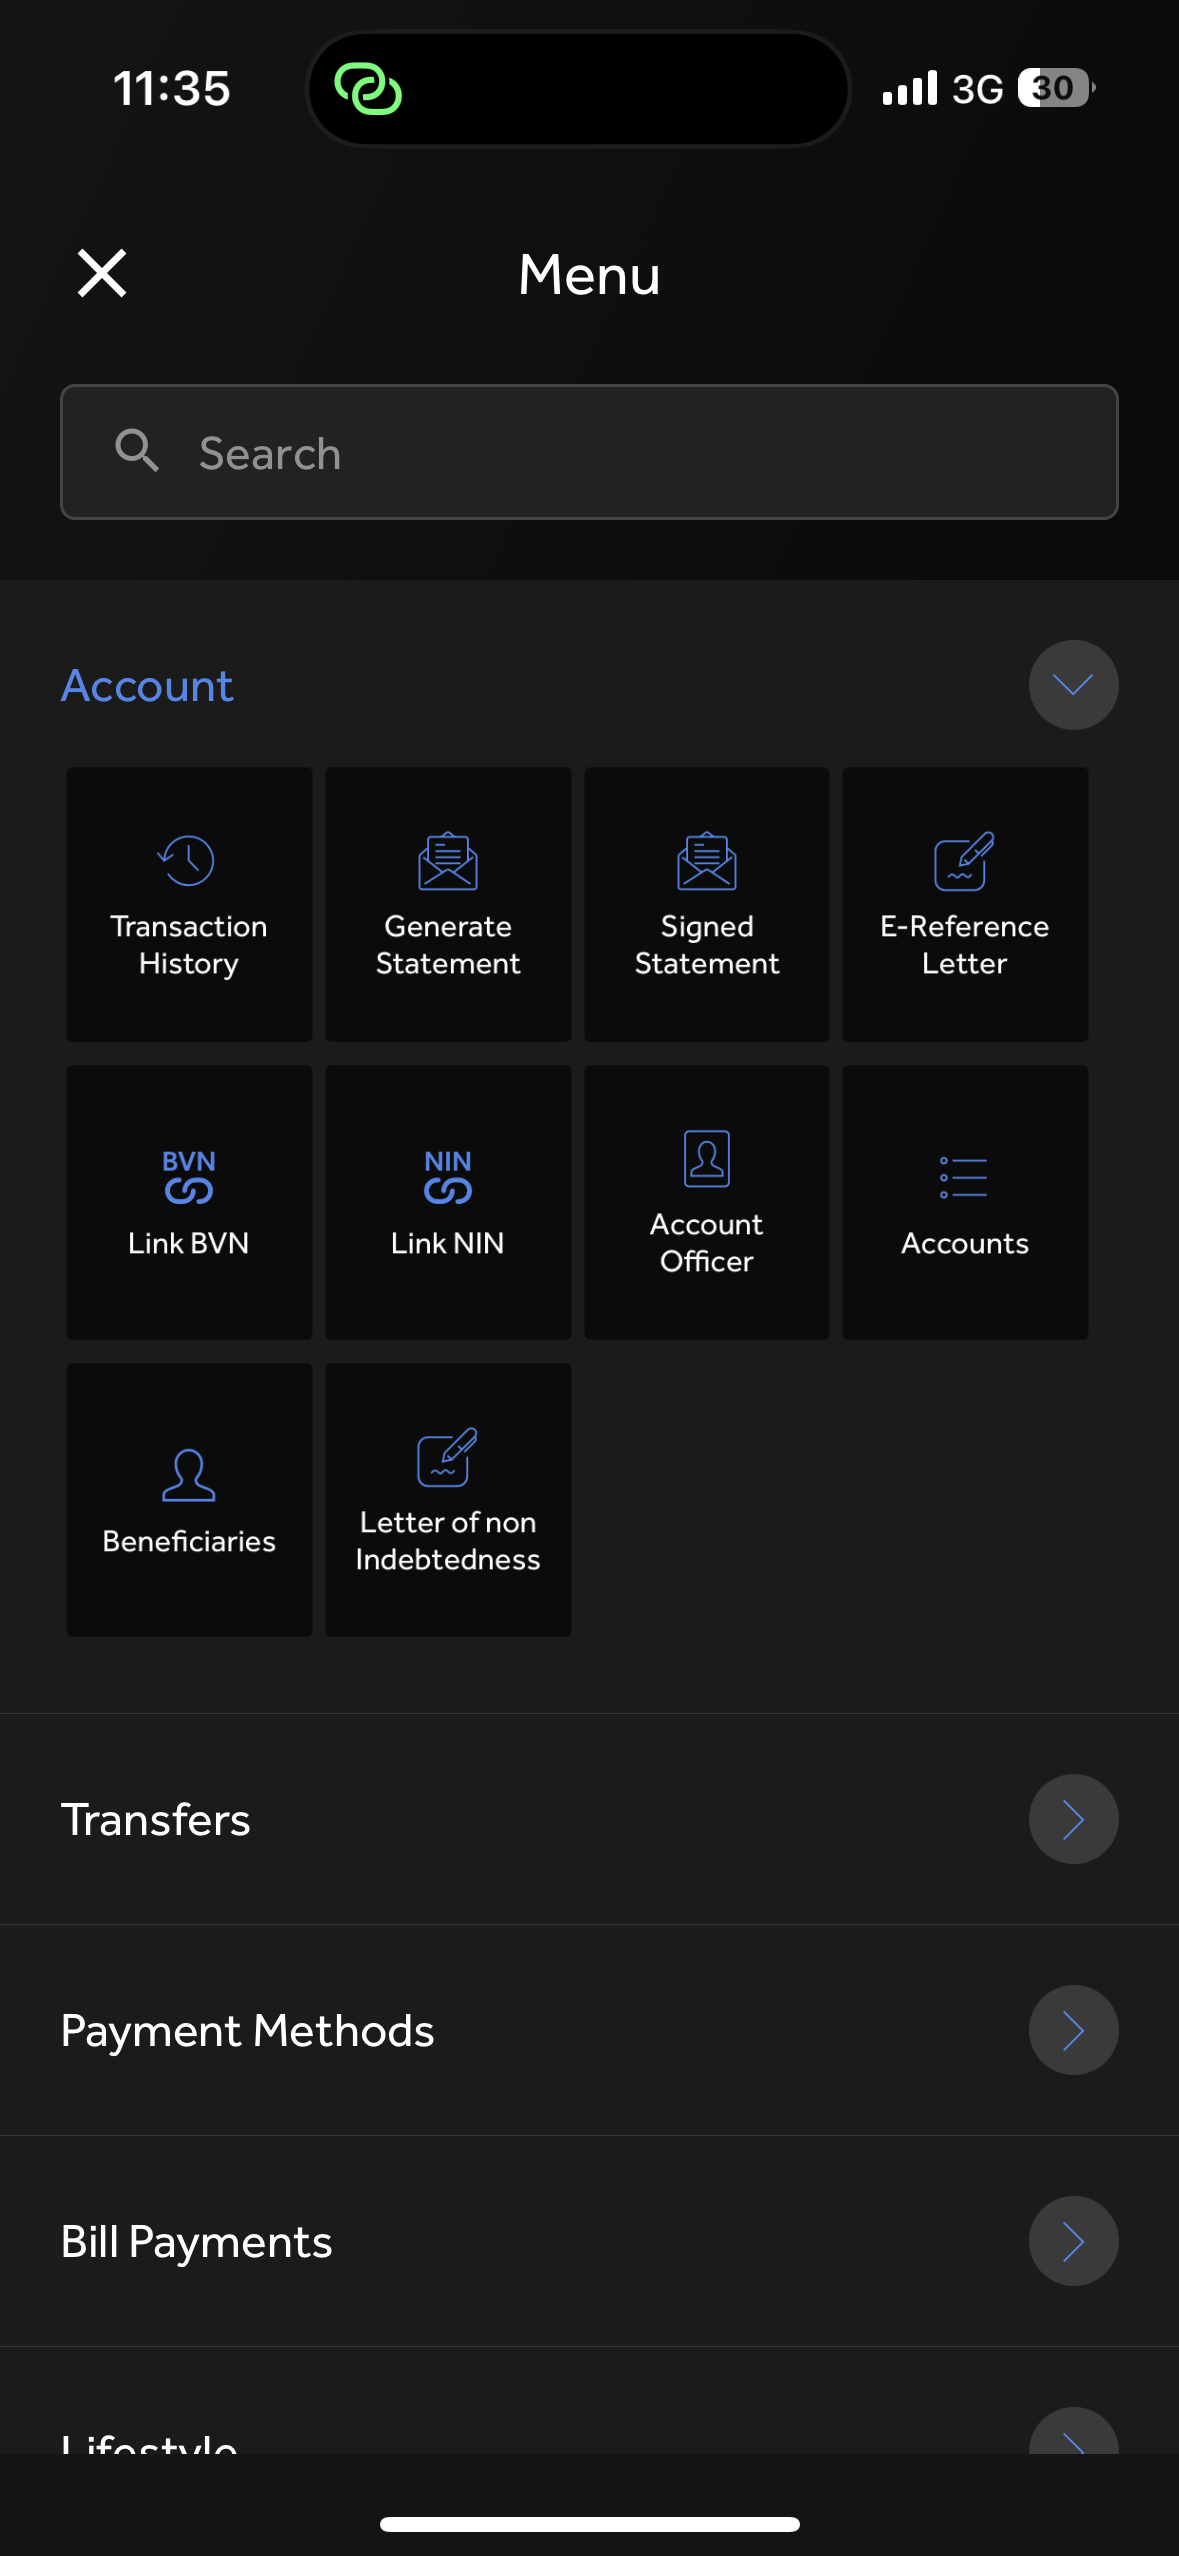 11:35
3G 30
Menu
Search
Account
Transaction
History
Generate
Statement
Signed
Statement
E-Reference
Letter
BVN
Link BVN
NIN
Link NIN
Account
Officer
Accounts
Beneficiaries
Letter of non
Indebtedness
Transfers
Payment Methods
Bill Payments
Lifestyle